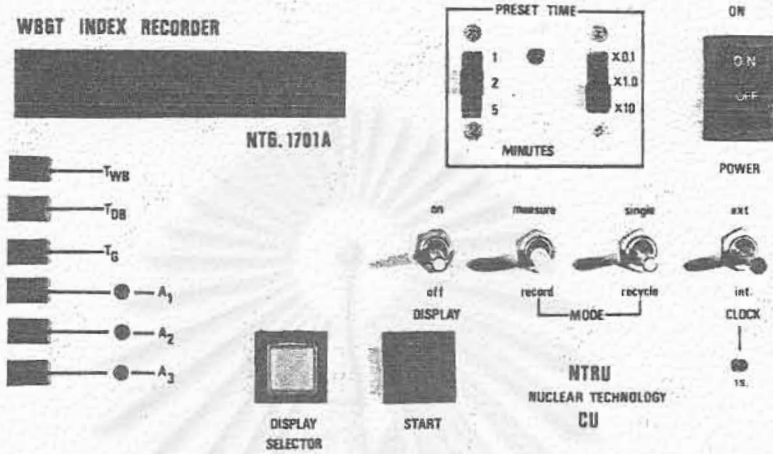 WBGT INDEX RECORDER
NTG.1701A
PRESET TIME
1
2
5
X0.1
X1.0
X10
MINUTES
ON
ON
OFF
POWER
TWB
TDB
TG
A1
A2
A3
on
off
DISPLAY
measure
record
single
recycle
MODE
ext
int.
CLOCK
1s.
DISPLAY
SELECTOR
START
NTRU
NUCLEAR TECHNOLOGY
CU